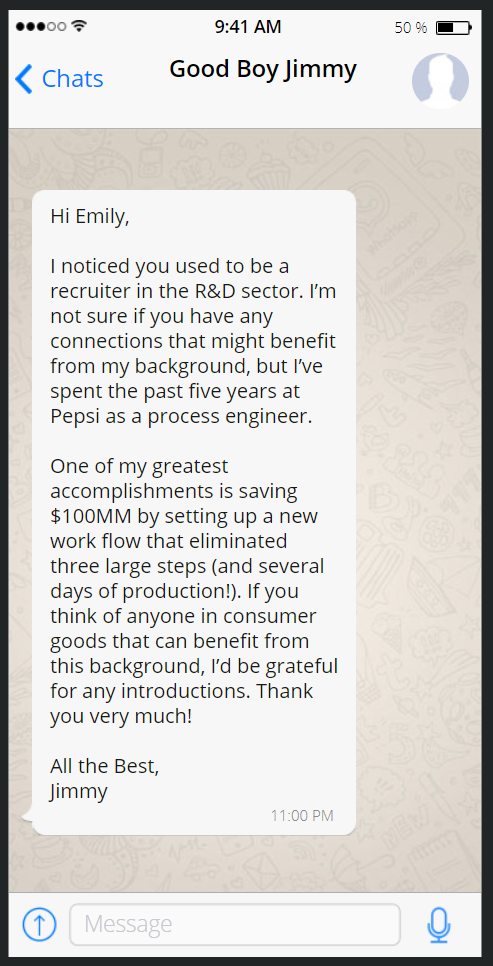 9:41 AM
50 %
Chats
Good Boy Jimmy
Hi Emily,
I noticed you used to be a
recruiter in the R&D sector. I’m
not sure if you have any
connections that might benefit
from my background, but I’ve
spent the past five years at
Pepsi as a process engineer.
One of my greatest
accomplishments is saving
$100MM by setting up a new
work flow that eliminated
three large steps (and several
days of production!). If you
think of anyone in consumer
goods that can benefit from
this background, I’d be grateful
for any introductions. Thank
you very much!
All the Best,
Jimmy
11:00 PM
Message